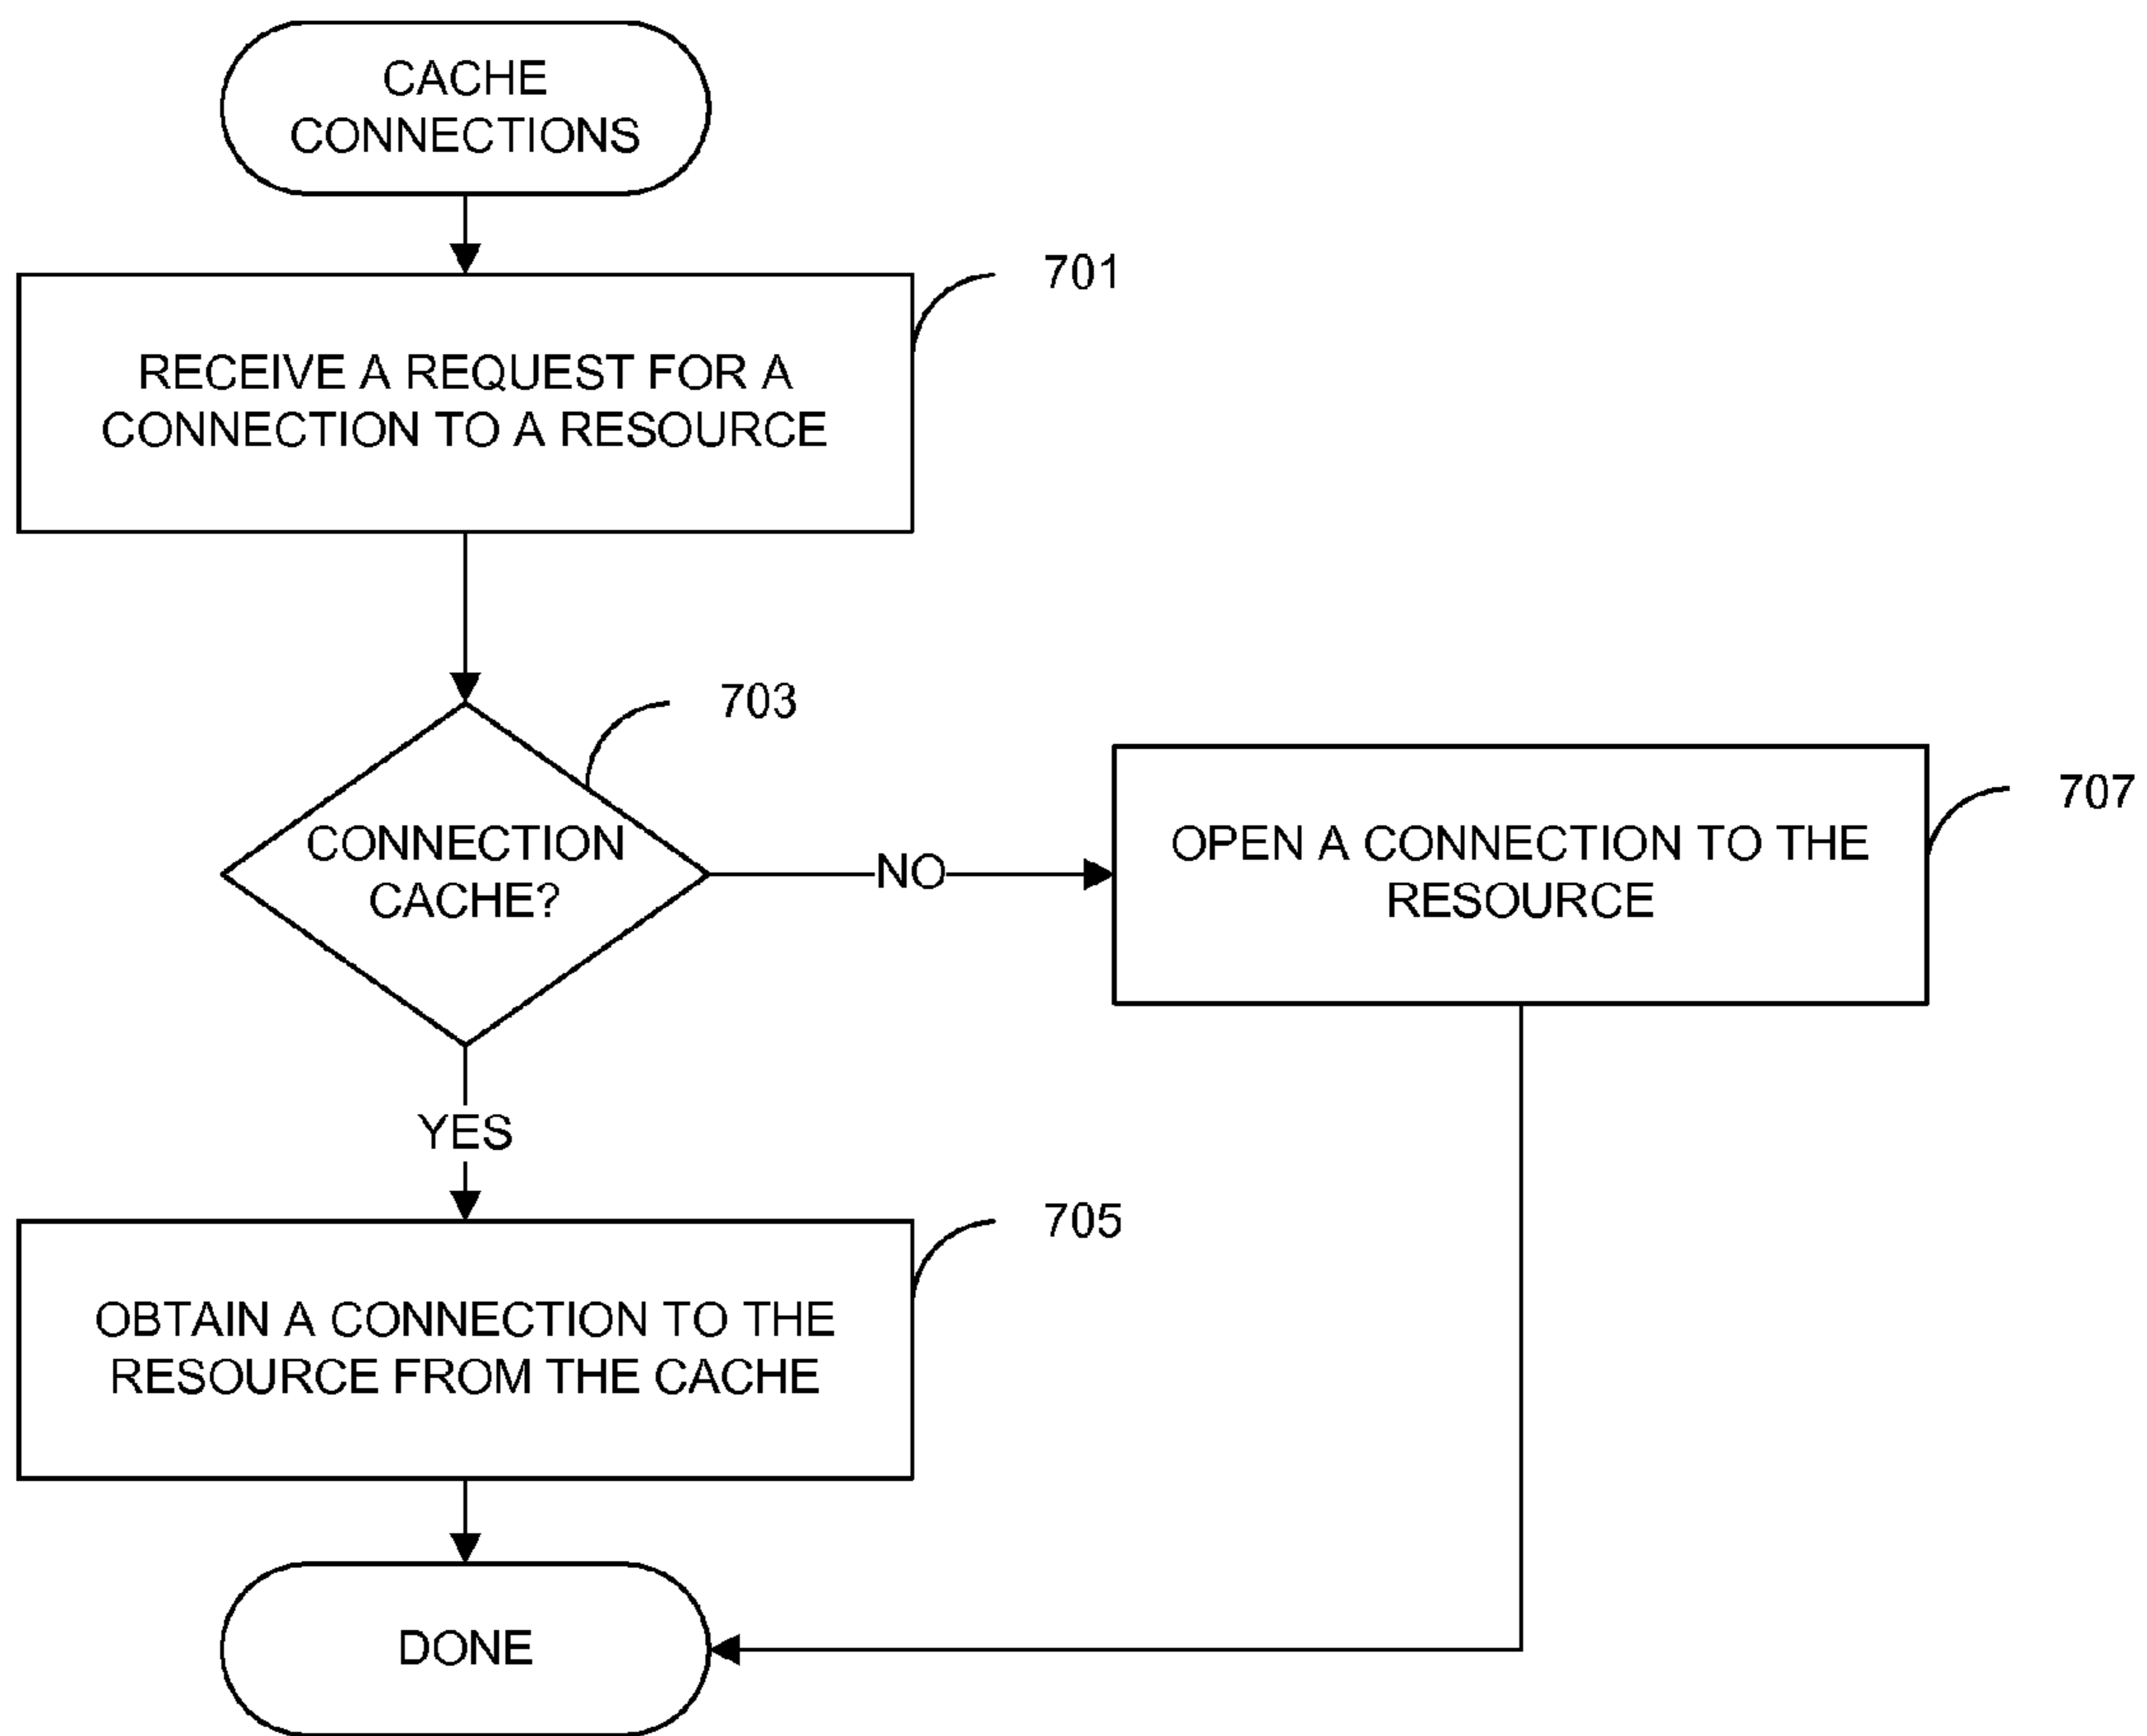 CACHE
CONNECTIONS
701
RECEIVE A REQUEST FOR A
CONNECTION TO A RESOURCE
703
CONNECTION
CACHE?
NO
707
OPEN A CONNECTION TO THE
RESOURCE
YES
705
OBTAIN A CONNECTION TO THE
RESOURCE FROM THE CACHE
DONE